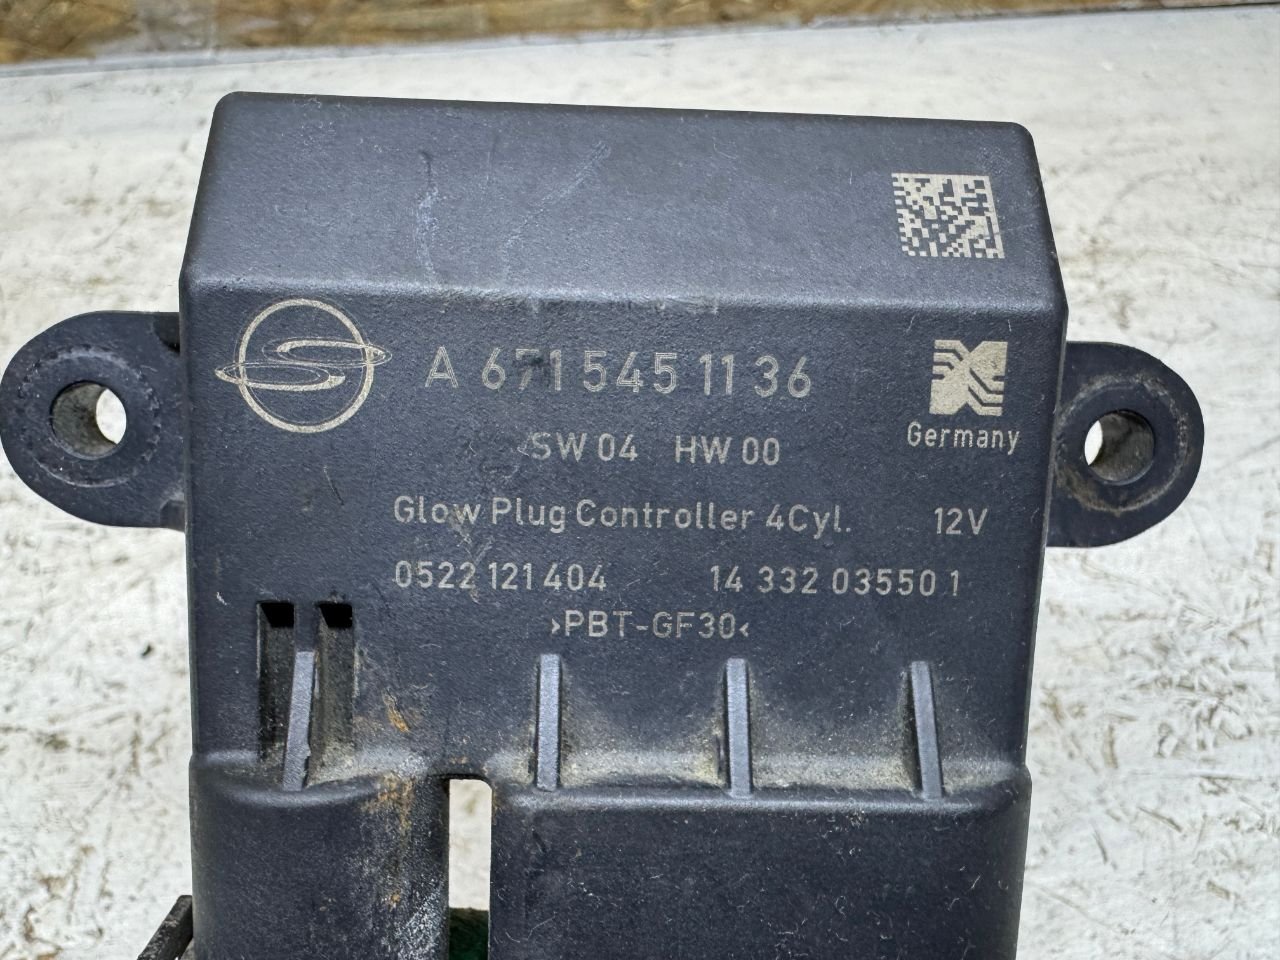 A 671 545 11 36
SW 04 HW 00
Germany
Glow Plug Controller 4Cyl. 12V
0522 121 404 14 332 03550 1
›PBT-GF30‹